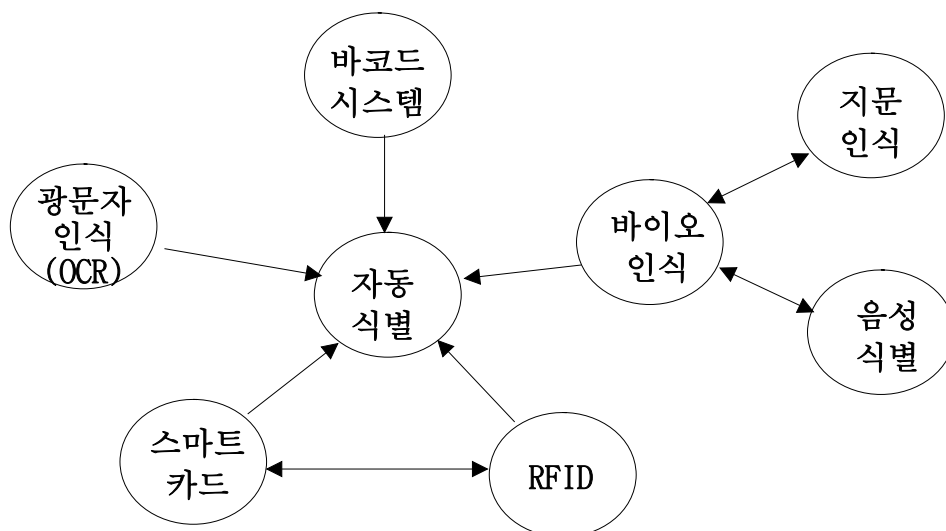 바코드
시스템
지문
인식
광문자
인식
(OCR)
바이오
인식
자동
식별
음성
식별
스마트
카드
RFID